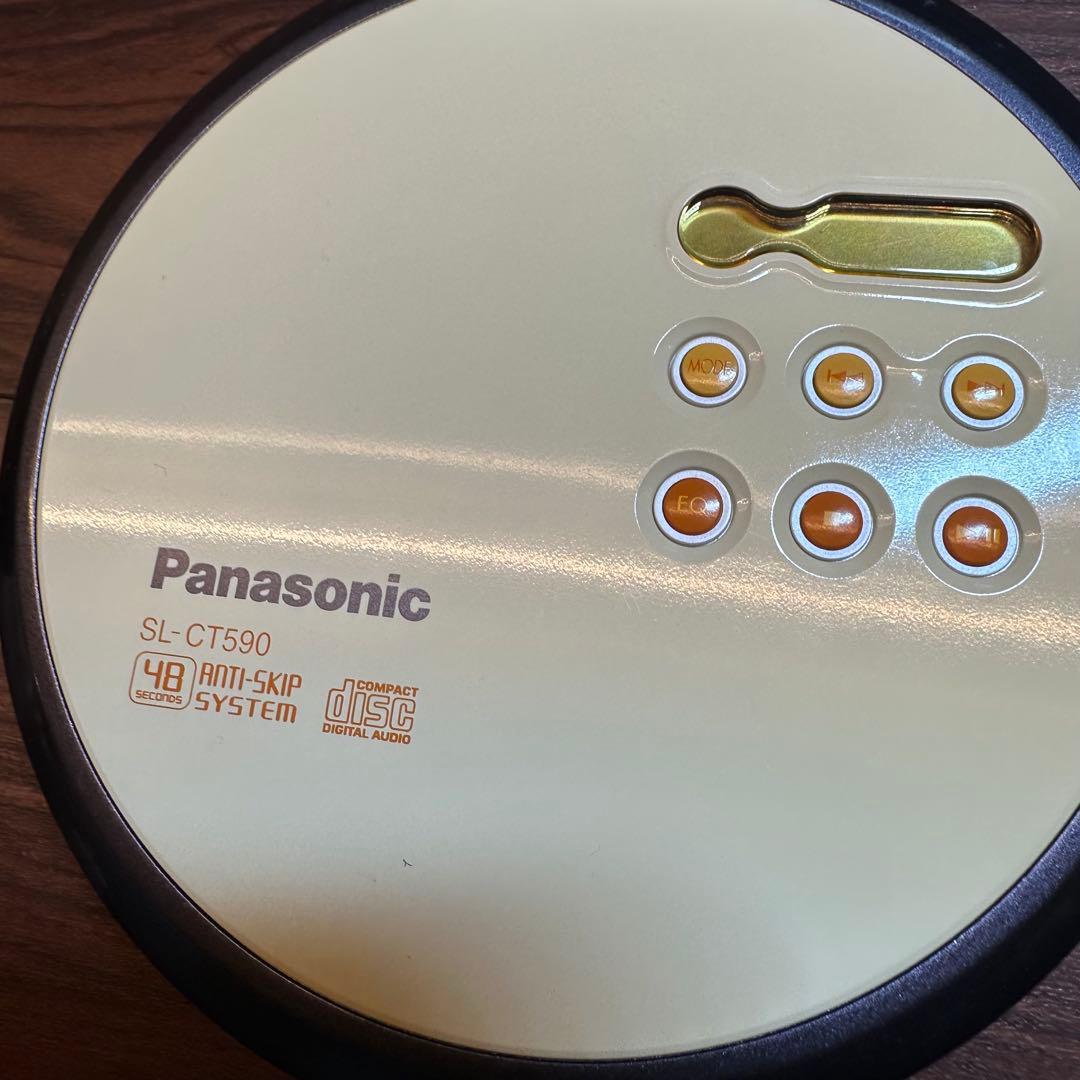 MODE
EQ
Panasonic
SL-CT590
48
SECONDS
ANTI-SKIP
SYSTEM
COMPACT
disc
DIGITAL AUDIO